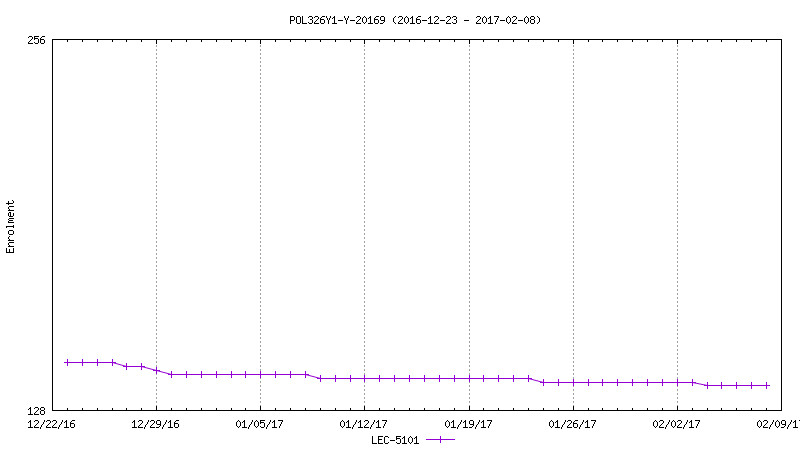 POL326Y1-Y-20169 (2016-12-23 - 2017-02-08)
256
Enrolment
128
12/22/16 12/29/16 01/05/17 01/12/17 01/19/17 01/26/17 02/02/17 02/09/1
LEC-5101